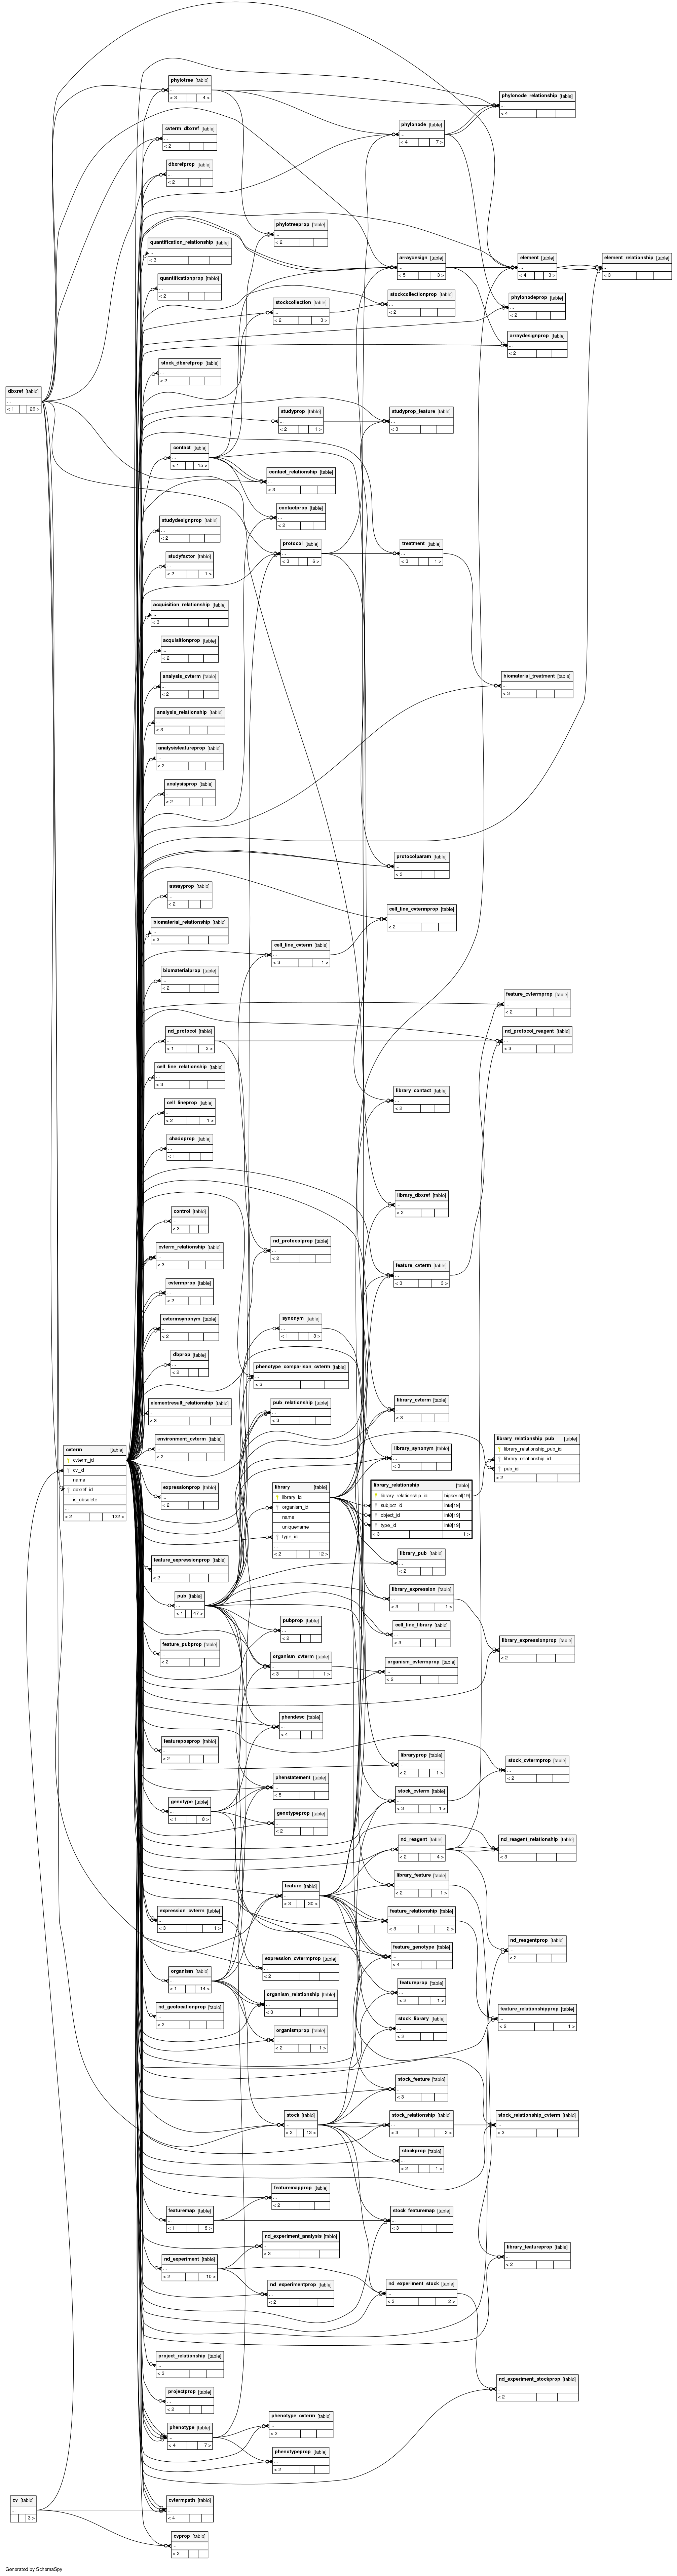 dbxref [table]
...
< 1 26 >
cv [table]
...
3 >
Generated by SchemaSpy
cvterm [table]
cvterm_id
cv_id
name
dbxref_id
is_obsolete
...
< 2 122 >
phylotree [table]
...
< 3 4 >
cvterm_dbxref [table]
...
< 2
dbxrefprop [table]
...
< 2
quantification_relationship [table]
...
< 3
quantificationprop [table]
...
< 2
stock_dbxrefprop [table]
...
< 2
contact [table]
...
< 1 15 >
studydesignprop [table]
...
< 2
studyfactor [table]
...
< 2 1 >
acquisition_relationship [table]
...
< 3
acquisitionprop [table]
...
< 2
analysis_cvterm [table]
...
< 2
analysis_relationship [table]
...
< 3
analysisfeatureprop [table]
...
< 2
analysisprop [table]
...
< 2
assayprop [table]
...
< 2
biomaterial_relationship [table]
...
< 3
biomaterialprop [table]
...
< 2
nd_protocol [table]
...
< 1 3 >
cell_line_relationship [table]
...
< 3
cell_lineprop [table]
...
< 2 1 >
chadoprop [table]
...
< 1
control [table]
...
< 3
cvterm_relationship [table]
...
< 3
cvtermprop [table]
...
< 2
cvtermsynonym [table]
...
< 2
dbprop [table]
...
< 2
elementresult_relationship [table]
...
< 3
environment_cvterm [table]
...
< 2
expressionprop [table]
...
< 2
feature_expressionprop [table]
...
< 2
pub [table]
...
< 1 47 >
feature_pubprop [table]
...
< 2
featureposprop [table]
...
< 2
genotype [table]
...
< 1 8 >
expression_cvterm [table]
...
< 3 1 >
organism [table]
...
< 1 14 >
nd_geolocationprop [table]
...
< 2
featuremap [table]
...
< 1 8 >
nd_experiment [table]
...
< 2 10 >
project_relationship [table]
...
< 3
projectprop [table]
...
< 2
phenotype [table]
...
< 4 7 >
cvtermpath [table]
...
< 4
cvprop [table]
...
< 2
phylotreeprop [table]
...
< 2
stockcollection [table]
...
< 2 3 >
studyprop [table]
...
< 2 1 >
contact_relationship [table]
...
< 3
contactprop [table]
...
< 2
protocol [table]
...
< 3 6 >
cell_line_cvterm [table]
...
< 3 1 >
nd_protocolprop [table]
...
< 2
synonym [table]
...
< 1 3 >
phenotype_comparison_cvterm [table]
...
< 3
pub_relationship [table]
...
< 3
library [table]
library_id
organism_id
name
uniquename
type_id
...
< 2 12 >
pubprop [table]
...
< 2
organism_cvterm [table]
...
< 3 1 >
phendesc [table]
...
< 4
phenstatement [table]
...
< 5
genotypeprop [table]
...
< 2
feature [table]
...
< 3 30 >
expression_cvtermprop [table]
...
< 2
organism_relationship [table]
...
< 3
organismprop [table]
...
< 2 1 >
stock [table]
...
< 3 13 >
featuremapprop [table]
...
< 2
nd_experiment_analysis [table]
...
< 3
nd_experimentprop [table]
...
< 2
phenotype_cvterm [table]
...
< 2
phenotypeprop [table]
...
< 2
phylonode [table]
...
< 4 7 >
arraydesign [table]
...
< 5 3 >
stockcollectionprop [table]
...
< 2
studyprop_feature [table]
...
< 3
treatment [table]
...
< 3 1 >
protocolparam [table]
...
< 3
cell_line_cvtermprop [table]
...
< 2
library_contact [table]
...
< 2
library_dbxref [table]
...
< 2
feature_cvterm [table]
...
< 3 3 >
library_cvterm [table]
...
< 3
library_synonym [table]
...
< 3
library_relationship [table]
library_relationship_id bigserial[19]
subject_id int8[19]
object_id int8[19]
type_id int8[19]
< 3 1 >
library_pub [table]
...
< 2
library_expression [table]
...
< 3 1 >
cell_line_library [table]
...
< 3
organism_cvtermprop [table]
...
< 2
libraryprop [table]
...
< 2 1 >
stock_cvterm [table]
...
< 3 1 >
nd_reagent [table]
...
< 2 4 >
library_feature [table]
...
< 2 1 >
feature_relationship [table]
...
< 3 2 >
feature_genotype [table]
...
< 4
featureprop [table]
...
< 2 1 >
stock_library [table]
...
< 2
stock_feature [table]
...
< 3
stock_relationship [table]
...
< 3 2 >
stockprop [table]
...
< 2 1 >
stock_featuremap [table]
...
< 3
nd_experiment_stock [table]
...
< 3 2 >
phylonode_relationship [table]
...
< 4
element [table]
...
< 4 3 >
phylonodeprop [table]
...
< 2
arraydesignprop [table]
...
< 2
biomaterial_treatment [table]
...
< 3
feature_cvtermprop [table]
...
< 2
nd_protocol_reagent [table]
...
< 3
library_relationship_pub [table]
library_relationship_pub_id
library_relationship_id
pub_id
< 2
library_expressionprop [table]
...
< 2
stock_cvtermprop [table]
...
< 2
nd_reagent_relationship [table]
...
< 3
nd_reagentprop [table]
...
< 2
feature_relationshipprop [table]
...
< 2 1 >
stock_relationship_cvterm [table]
...
< 3
library_featureprop [table]
...
< 2
nd_experiment_stockprop [table]
...
< 2
element_relationship [table]
...
< 3